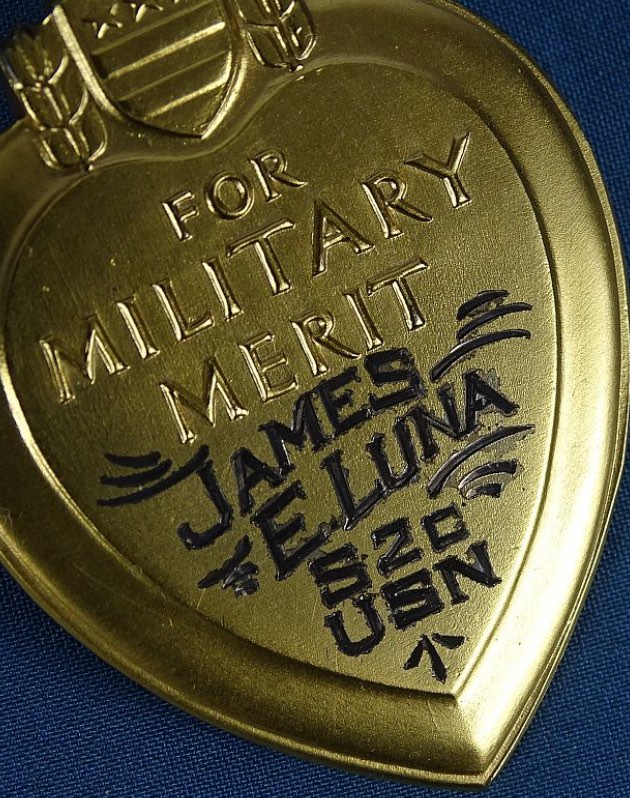 FOR
MILITARY
MERIT
JAMES
E LUNA
S2C
USN